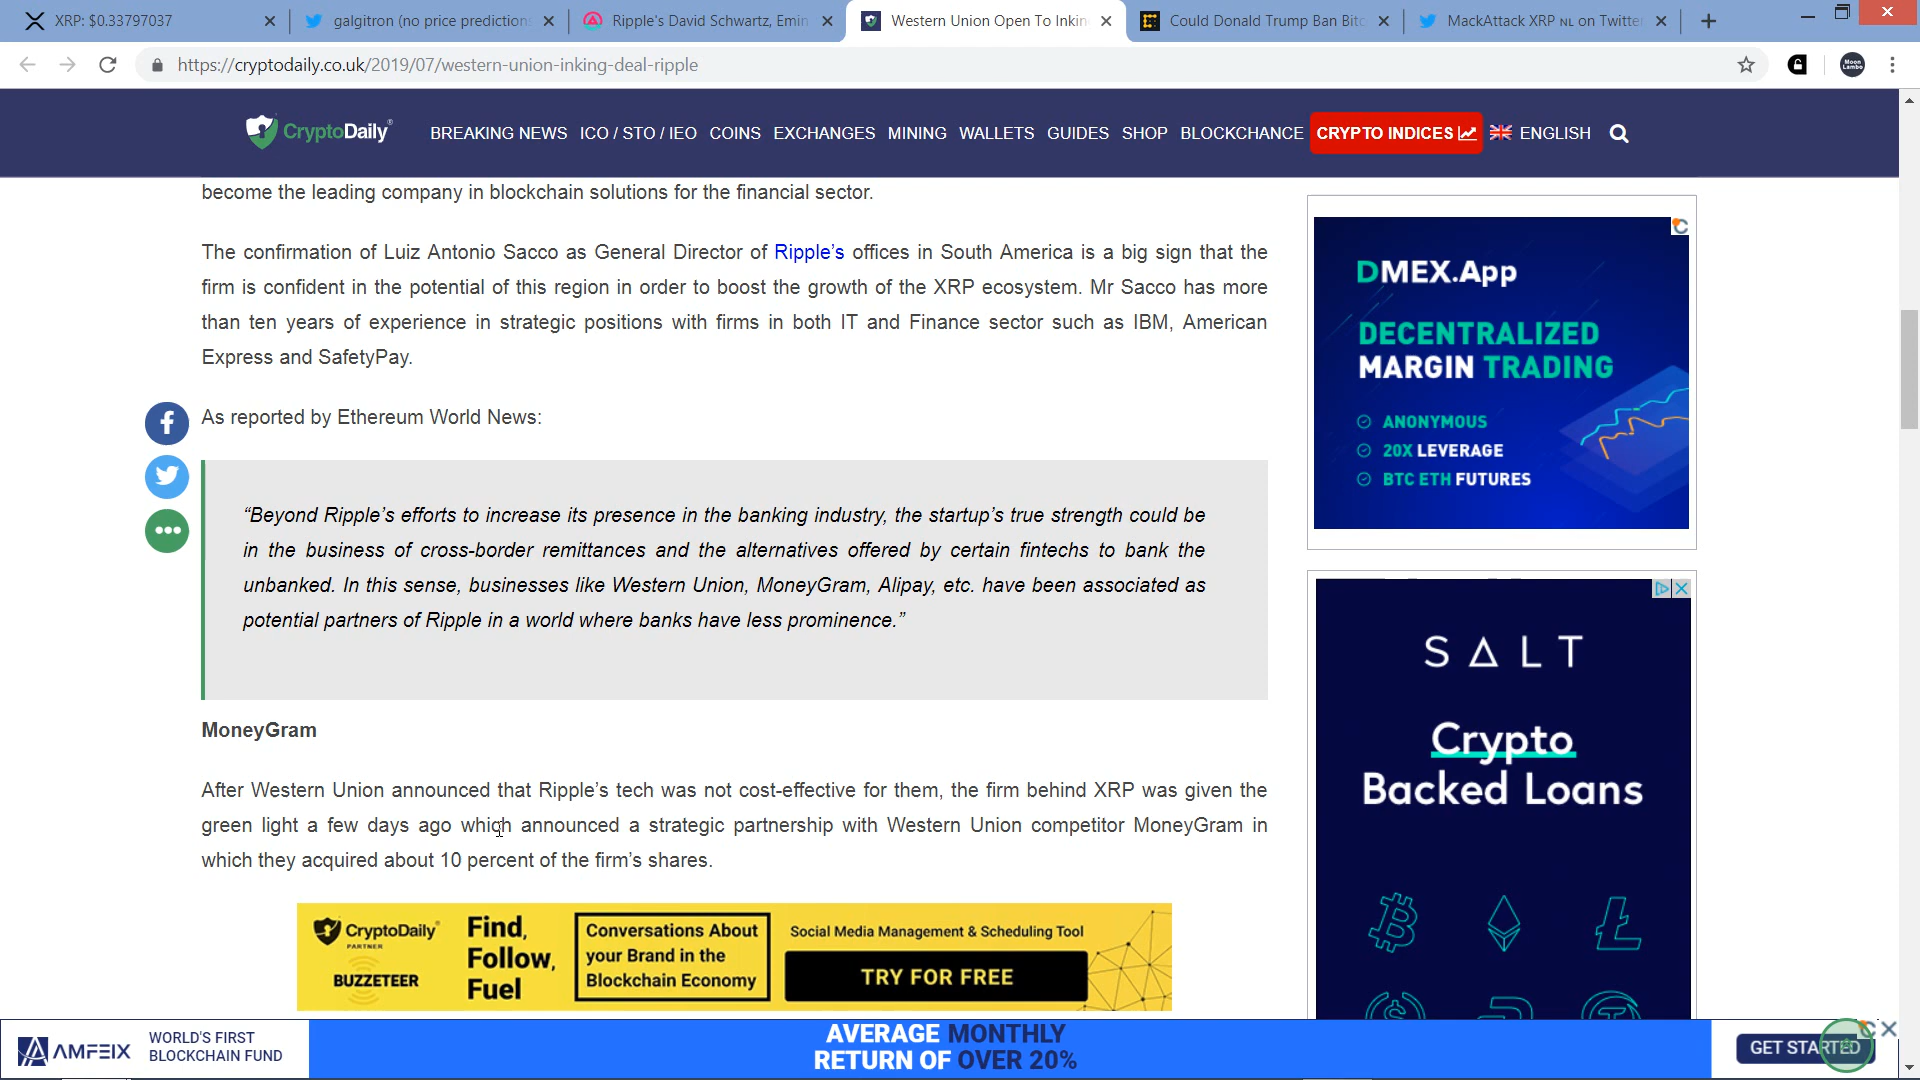 XRP: $0.33797037
galgitron (no price prediction
Ripple's David Schwartz, Emin
Western Union Open To Inkin
Could Donald Trump Ban Bitc
MackAttack XRP NL on Twitte
https://cryptodaily.co.uk/2019/07/western-union-inking-deal-ripple
Moon Lambo
CryptoDaily
BREAKING NEWS ICO / STO / IEO COINS EXCHANGES MINING WALLETS GUIDES SHOP BLOCKCHANCE CRYPTO INDICES ENGLISH
become the leading company in blockchain solutions for the financial sector.
The confirmation of Luiz Antonio Sacco as General Director of Ripple's offices in South America is a big sign that the
firm is confident in the potential of this region in order to boost the growth of the XRP ecosystem. Mr Sacco has more
than ten years of experience in strategic positions with firms in both IT and Finance sector such as IBM, American
Express and SafetyPay.
As reported by Ethereum World News:
“Beyond Ripple's efforts to increase its presence in the banking industry, the startup's true strength could be
in the business of cross-border remittances and the alternatives offered by certain fintechs to bank the
unbanked. In this sense, businesses like Western Union, MoneyGram, Alipay, etc. have been associated as
potential partners of Ripple in a world where banks have less prominence.”
MoneyGram
After Western Union announced that Ripple's tech was not cost-effective for them, the firm behind XRP was given the
green light a few days ago which announced a strategic partnership with Western Union competitor MoneyGram in
which they acquired about 10 percent of the firm's shares.
CryptoDaily
PARTNER
BUZZETEER
Find,
Follow,
Fuel
Conversations About
your Brand in the
Blockchain Economy
Social Media Management & Scheduling Tool
TRY FOR FREE
DMEX.App
DECENTRALIZED
MARGIN TRADING
ANONYMOUS
20X LEVERAGE
BTC ETH FUTURES
SALT
Crypto
Backed Loans
AMFEIX
WORLD'S FIRST
BLOCKCHAIN FUND
AVERAGE MONTHLY
RETURN OF OVER 20%
GET STARTED